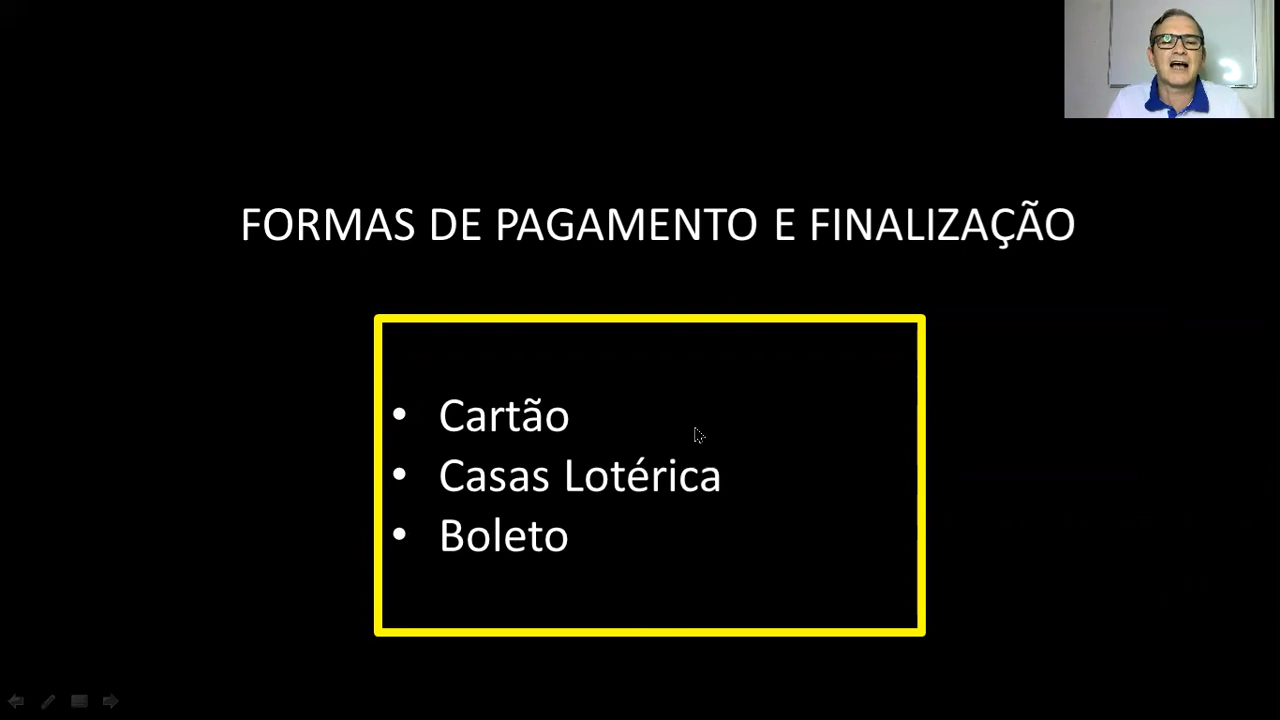 FORMAS DE PAGAMENTO E FINALIZAÇÃO
• Cartão
• Casas Lotérica
• Boleto